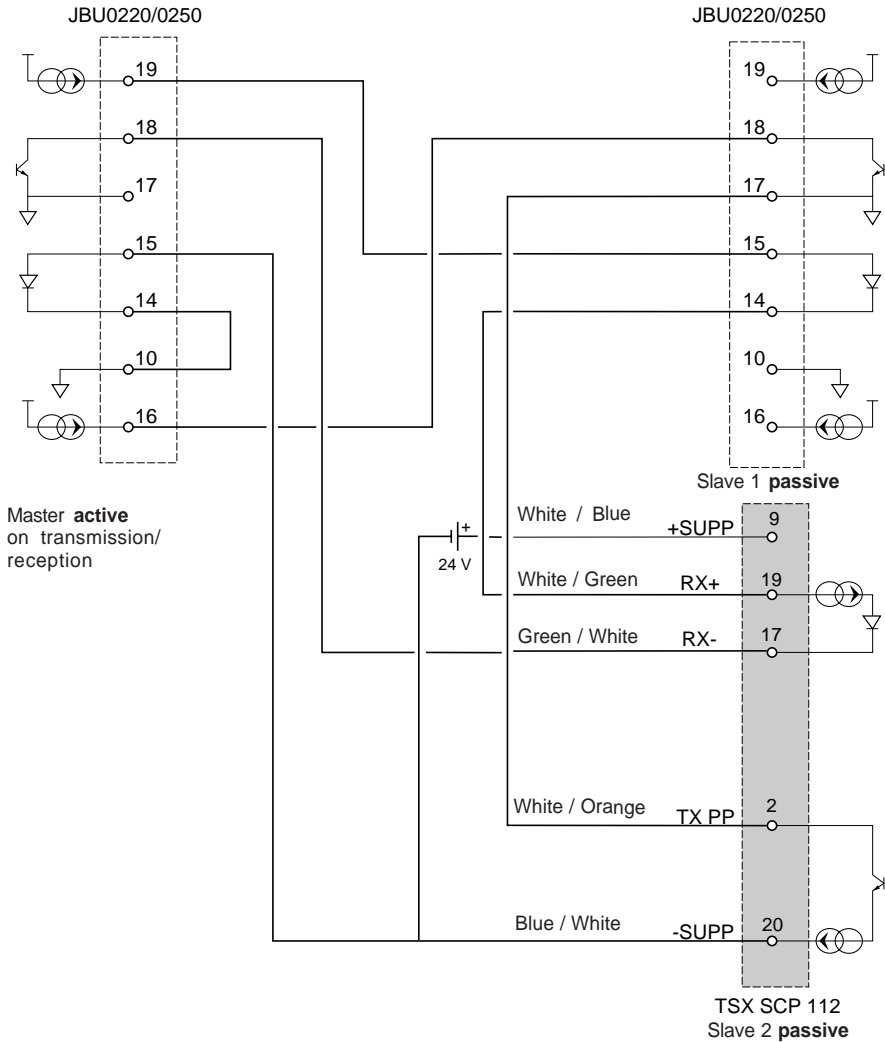 JBU0220/0250
JBU0220/0250
19
18
17
15
14
10
16
19
18
17
15
14
10
16
Slave 1 passive
Master active
on transmission/
reception
24 V
+
White / Blue
+SUPP
9
White / Green
RX+
19
Green / White
RX-
17
White / Orange
TX PP
2
Blue / White
-SUPP
20
TSX SCP 112
Slave 2 passive